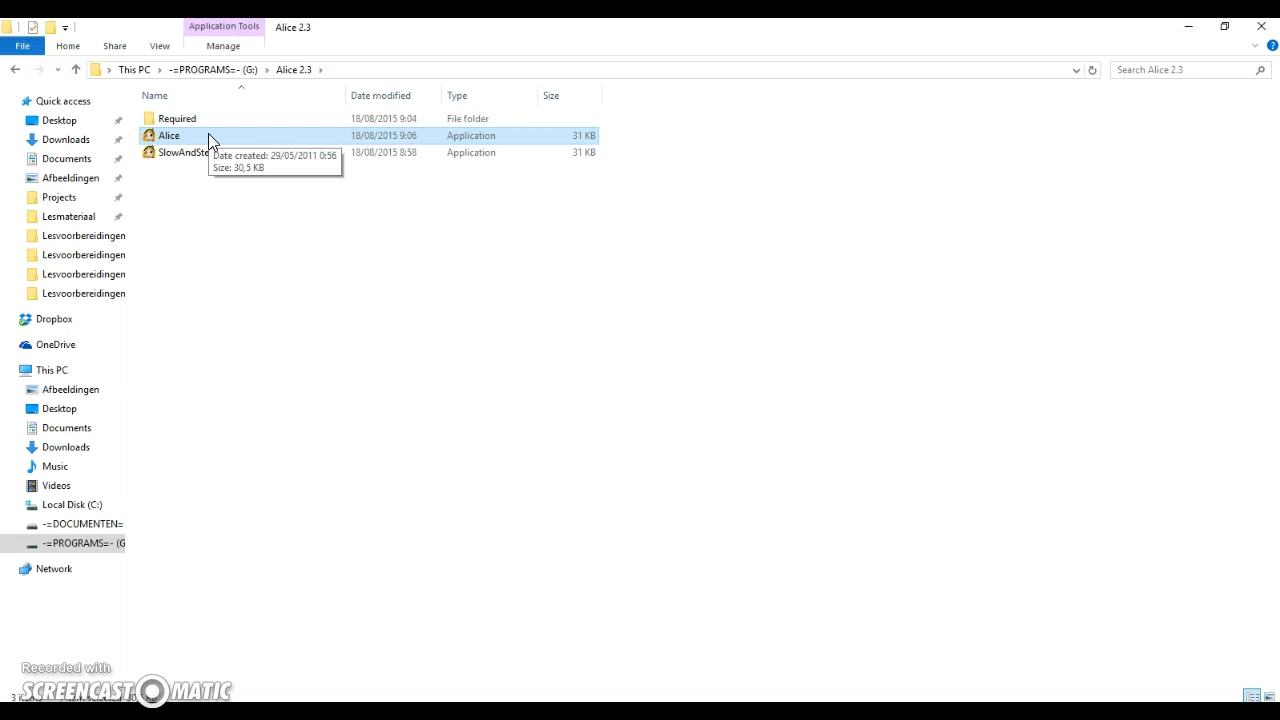 Application Tools
Alice 2.3
File
Home
Share
View
Manage
This PC
-=PROGRAMS=- (G:)
Alice 2.3
Search Alice 2.3
Name
Date modified
Type
Size
Required
18/08/2015 9:04
File folder
Alice
18/08/2015 9:06
Application
31 KB
SlowAndSte
18/08/2015 8:58
Application
31 KB
Date created: 29/05/2011 0:56
Size: 30,5 KB
Quick access
Desktop
Downloads
Documents
Afbeeldingen
Projects
Lesmateriaal
Lesvoorbereidingen
Lesvoorbereidingen
Lesvoorbereidingen
Lesvoorbereidingen
Dropbox
OneDrive
This PC
Afbeeldingen
Desktop
Documents
Downloads
Music
Videos
Local Disk (C:)
-=DOCUMENTEN=
-=PROGRAMS=- (G
Network
Recorded with
SCREENCAST MATIC
3 items